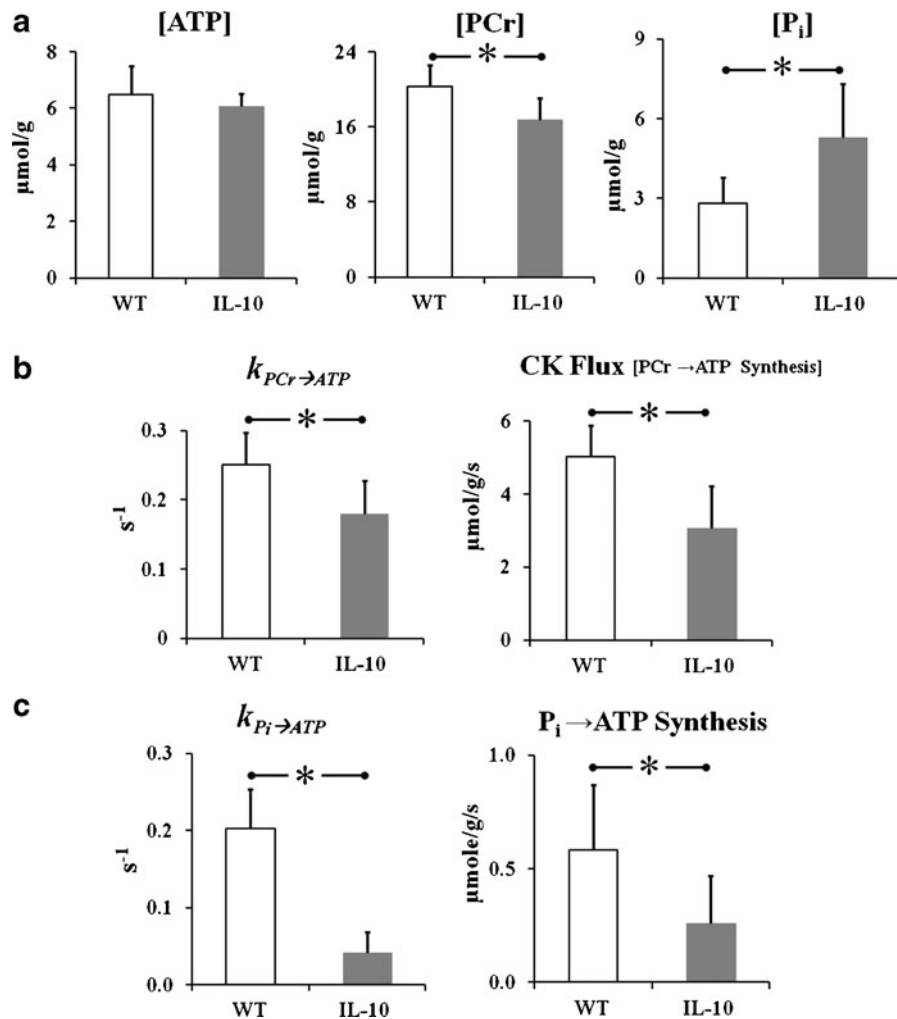 a
[ATP]
[PCr]
[Pi]
8
6
4
2
0
µmol/g
WT
IL-10
24
16
8
0
µmol/g
*
WT
IL-10
9
6
3
0
µmol/g
*
WT
IL-10
b
kPCr→ATP
CK Flux [PCr →ATP Synthesis]
0.3
0.2
0.1
0
s-1
*
WT
IL-10
6
4
2
0
µmol/g/s
*
WT
IL-10
c
kPi→ATP
Pi →ATP Synthesis
0.3
0.2
0.1
0.0
s-1
*
WT
IL-10
1.0
0.5
0.0
µmole/g/s
*
WT
IL-10